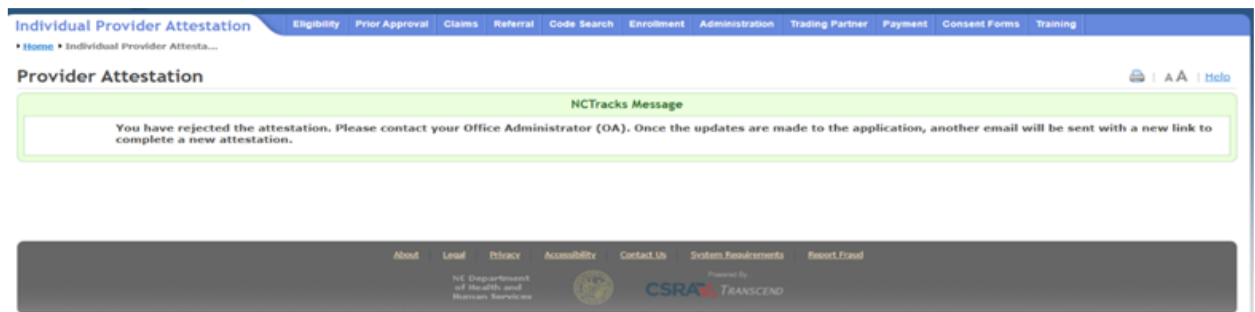 Individual Provider Attestation
Eligibility Prior Approval Claims Referral Code Search Enrollment Administration Trading Partner Payment Consent Forms Training
Home Individual Provider Attesta...
Provider Attestation
A A Help
NCTracks Message
You have rejected the attestation. Please contact your Office Administrator (OA). Once the updates are made to the application, another email will be sent with a new link to
complete a new attestation.
About Legal Privacy Accessibility Contact Us System Requirements Report Fraud
NC Department
of Health and
Human Services
Powered By
CSRA TRANSCEND